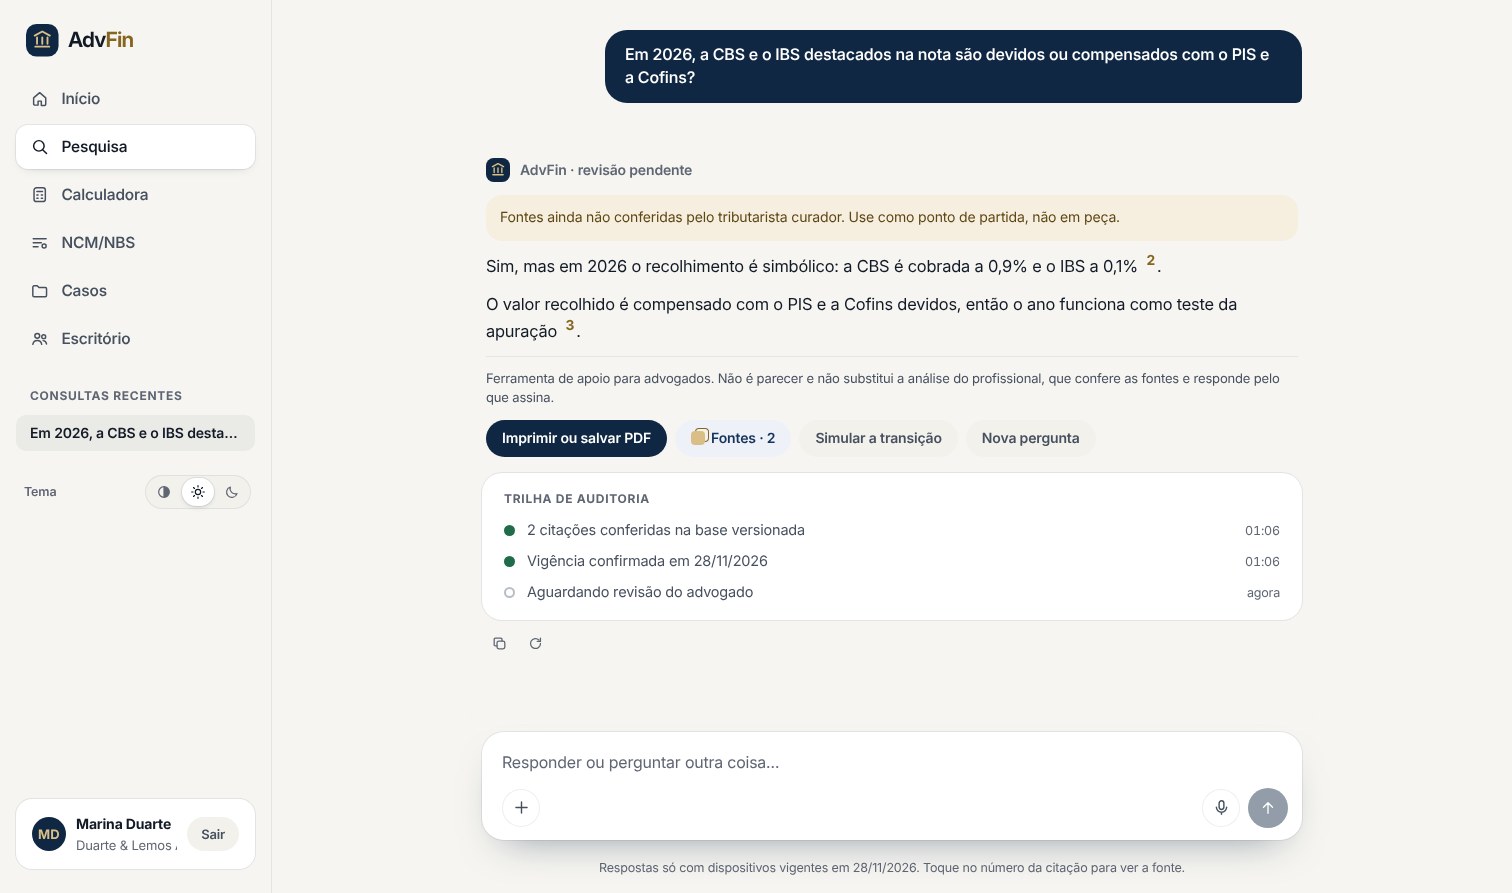 AdvFin
Início
Pesquisa
Calculadora
NCM/NBS
Casos
Escritório
CONSULTAS RECENTES
Em 2026, a CBS e o IBS desta...
Tema
MD
Marina Duarte
Duarte & Lemos
Sair
Em 2026, a CBS e o IBS destacados na nota são devidos ou compensados com o PIS e
a Cofins?
AdvFin · revisão pendente
Fontes ainda não conferidas pelo tributarista curador. Use como ponto de partida, não em peça.
Sim, mas em 2026 o recolhimento é simbólico: a CBS é cobrada a 0,9% e o IBS a 0,1% 2.
O valor recolhido é compensado com o PIS e a Cofins devidos, então o ano funciona como teste da
apuração 3.
Ferramenta de apoio para advogados. Não é parecer e não substitui a análise do profissional, que confere as fontes e responde pelo
que assina.
Imprimir ou salvar PDF
Fontes · 2
Simular a transição
Nova pergunta
TRILHA DE AUDITORIA
2 citações conferidas na base versionada 01:06
Vigência confirmada em 28/11/2026 01:06
Aguardando revisão do advogado agora
Responder ou perguntar outra coisa...
Respostas só com dispositivos vigentes em 28/11/2026. Toque no número da citação para ver a fonte.